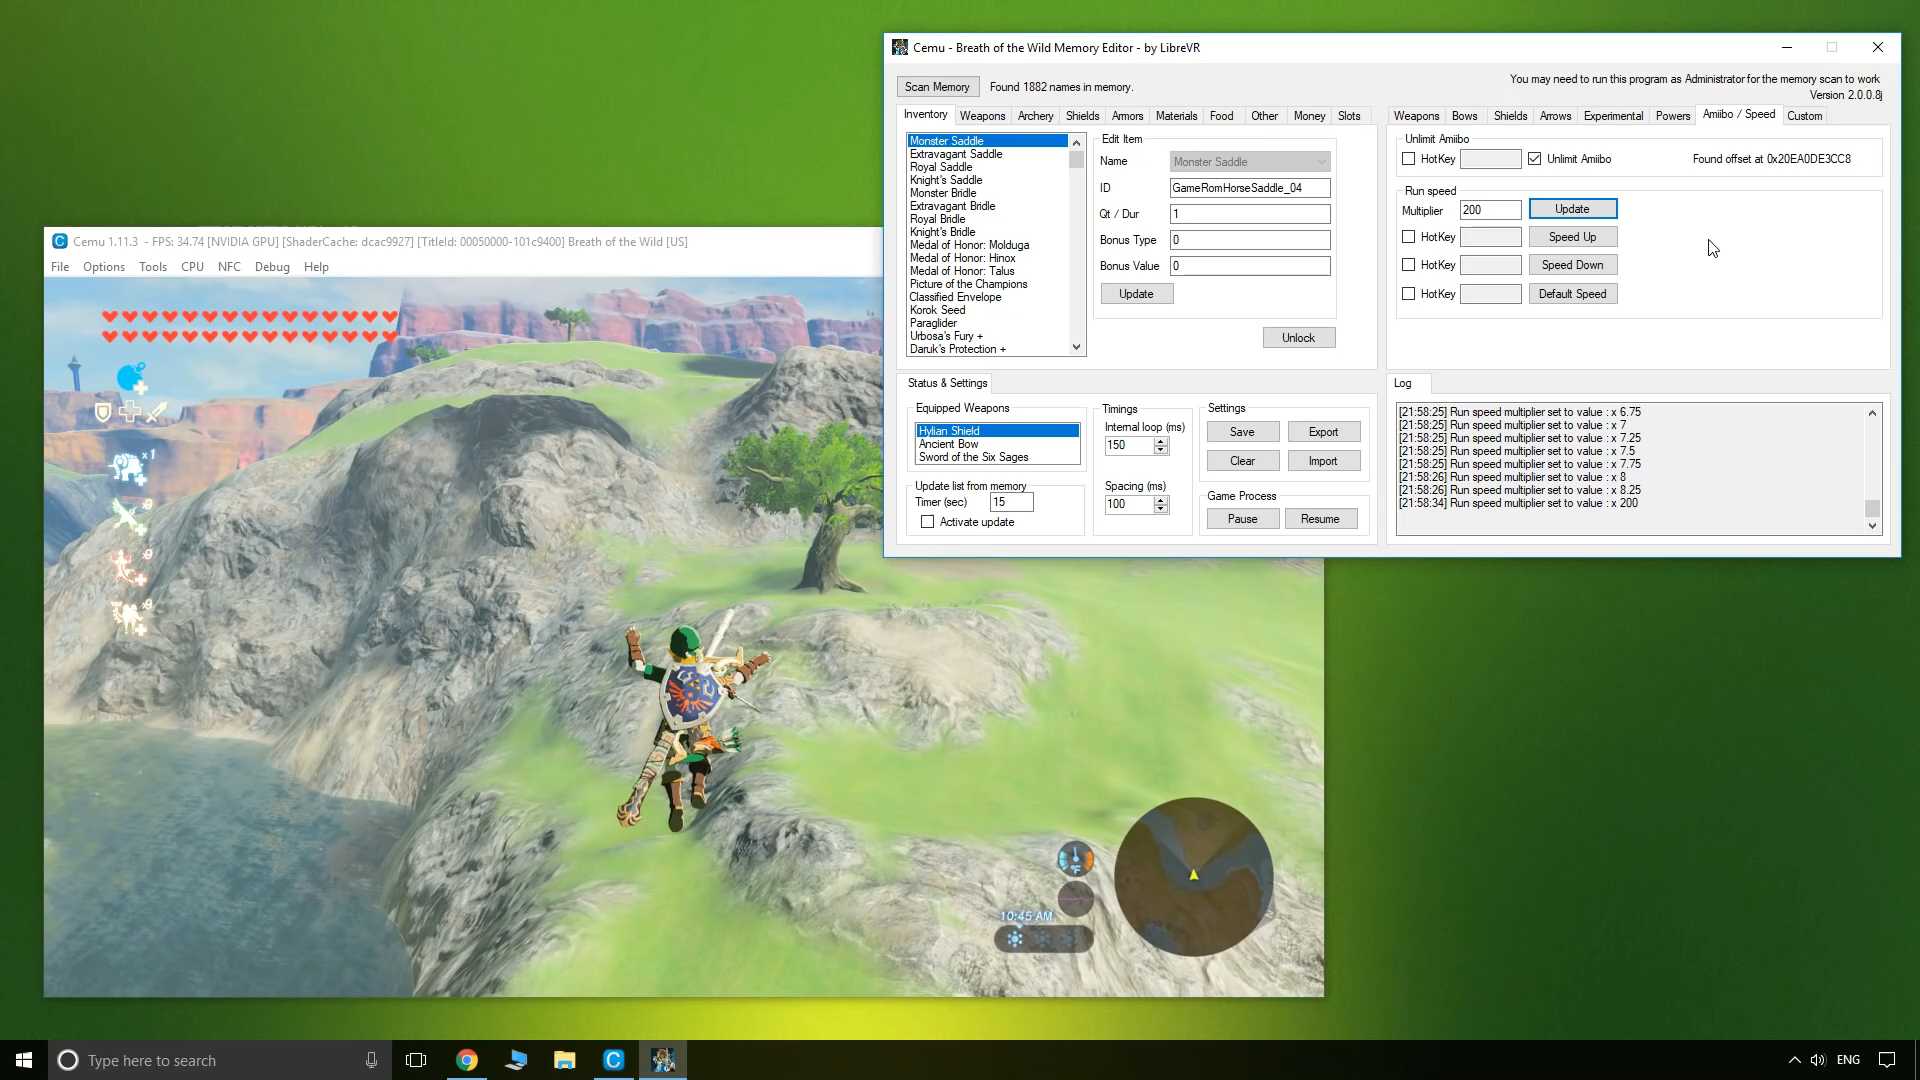 Cemu - Breath of the Wild Memory Editor - by LibreVR
Scan Memory
Found 1882 names in memory.
You may need to run this program as Administrator for the memory scan to work
Version 2.0.0.8j
Inventory Weapons Archery Shields Armors Materials Food Other Money Slots
Monster Saddle
Extravagant Saddle
Royal Saddle
Knight's Saddle
Monster Bridle
Extravagant Bridle
Royal Bridle
Knight's Bridle
Medal of Honor: Molduga
Medal of Honor: Hinox
Medal of Honor: Talus
Picture of the Champions
Classified Envelope
Korok Seed
Paraglider
Urbosa's Fury +
Daruk's Protection +
Edit Item
Name Monster Saddle
ID GameRomHorseSaddle_04
Qt / Dur 1
Bonus Type 0
Bonus Value 0
Update
Unlock
Weapons Bows Shields Arrows Experimental Powers Amiibo / Speed Custom
Unlimit Amiibo
HotKey Unlimit Amiibo Found offset at 0x20EA0DE3CC8
Run speed
Multiplier 200 Update
HotKey Speed Up
HotKey Speed Down
HotKey Default Speed
Status & Settings
Equipped Weapons
Hylian Shield
Ancient Bow
Sword of the Six Sages
Update list from memory
Timer (sec) 15
Activate update
Timings
Internal loop (ms)
150
Spacing (ms)
100
Settings
Save Export
Clear Import
Game Process
Pause Resume
Log
[21:58:25] Run speed multiplier set to value : x 6.75
[21:58:25] Run speed multiplier set to value : x 7
[21:58:25] Run speed multiplier set to value : x 7.25
[21:58:25] Run speed multiplier set to value : x 7.5
[21:58:25] Run speed multiplier set to value : x 7.75
[21:58:26] Run speed multiplier set to value : x 8
[21:58:26] Run speed multiplier set to value : x 8.25
[21:58:34] Run speed multiplier set to value : x 200
Cemu 1.11.3 - FPS: 34.74 [NVIDIA GPU] [ShaderCache: dcac9927] [TitleId: 00050000-101c9400] Breath of the Wild [US]
File Options Tools CPU NFC Debug Help
x1
x9
x9
°F
10:45 AM
Type here to search
ENG